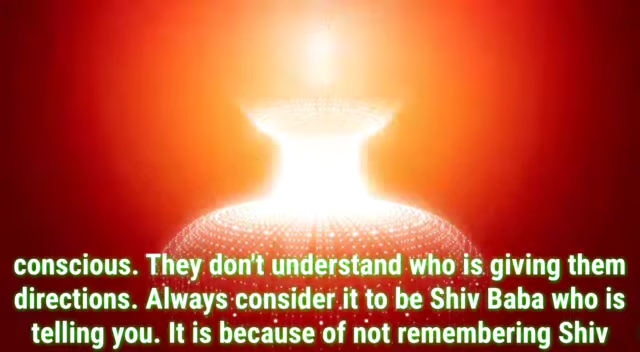 conscious. They don't understand who is giving them
directions. Always consider it to be Shiv Baba who is
telling you. It is because of not remembering Shiv